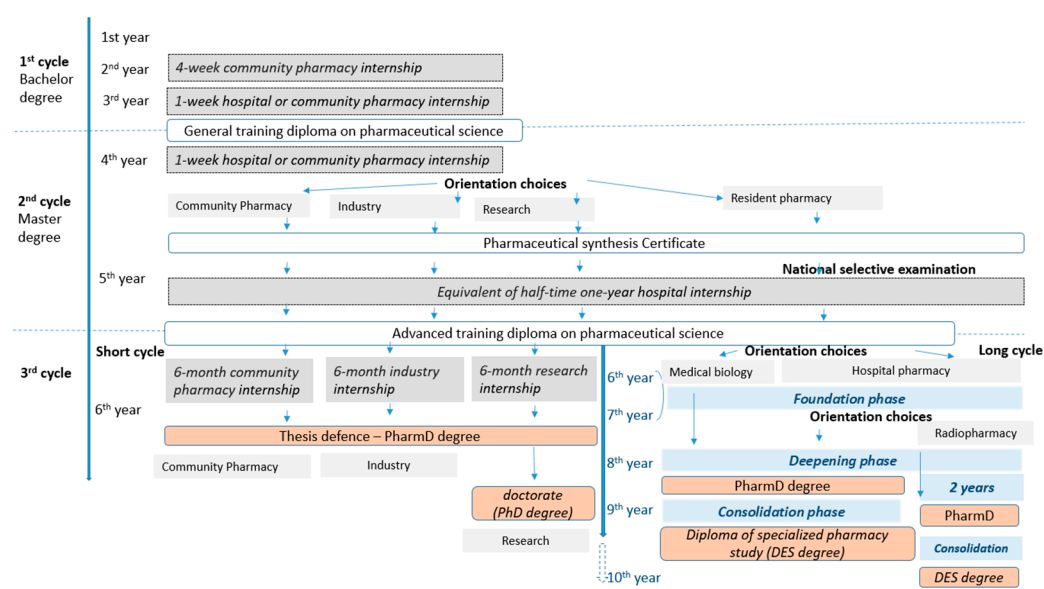 1st year
1st cycle
Bachelor
degree
2nd year
4-week community pharmacy internship
3rd year
1-week hospital or community pharmacy internship
General training diploma on pharmaceutical science
4th year
1-week hospital or community pharmacy internship
2nd cycle
Master
degree
Orientation choices
Community Pharmacy
Industry
Research
Resident pharmacy
Pharmaceutical synthesis Certificate
5th year
National selective examination
Equivalent of half-time one-year hospital internship
Advanced training diploma on pharmaceutical science
3rd cycle
Short cycle
6-month community
pharmacy internship
6-month industry
internship
6-month research
internship
6th year
Thesis defence – PharmD degree
Community Pharmacy
Industry
doctorate
(PhD degree)
Research
Orientation choices
Long cycle
6th year
Medical biology
Hospital pharmacy
Foundation phase
7th year
Orientation choices
Radiopharmacy
8th year
Deepening phase
PharmD degree
2 years
9th year
Consolidation phase
PharmD
Diploma of specialized pharmacy
study (DES degree)
Consolidation
10th year
DES degree